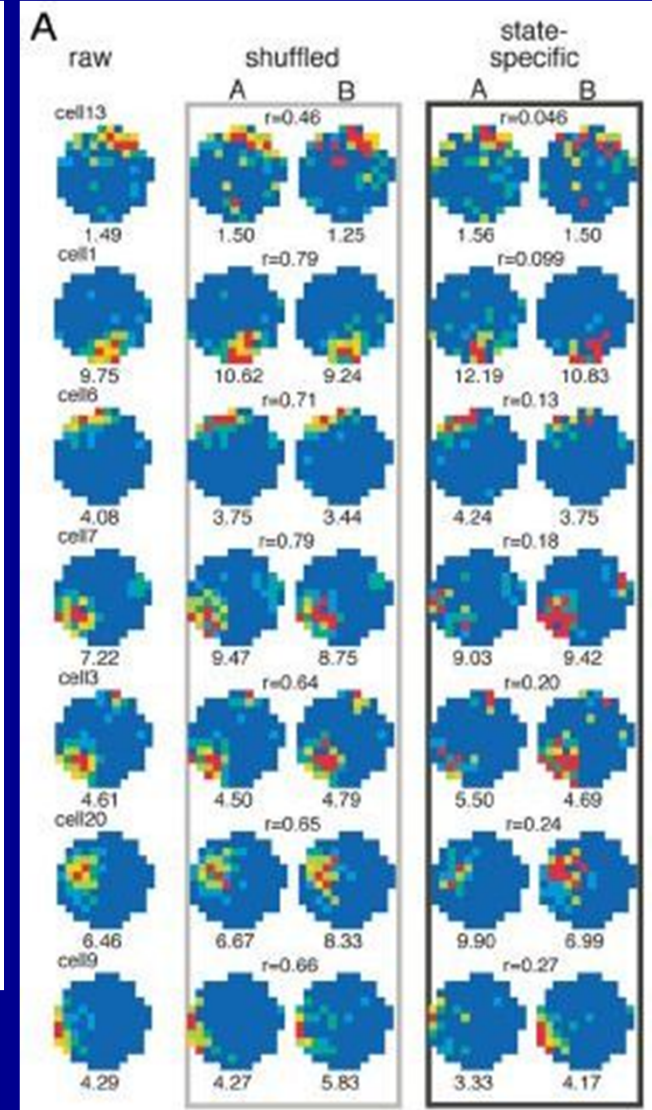 A
raw
shuffled
state-
specific
A B A B
cell13
r=0.46 r=0.046
1.49 1.50 1.25 1.56 1.50
cell1
r=0.79 r=0.099
9.75 10.62 9.24 12.19 10.83
cell6
r=0.71 r=0.13
4.08 3.75 3.44 4.24 3.75
cell7
r=0.79 r=0.18
7.22 9.47 8.75 9.03 9.42
cell3
r=0.64 r=0.20
4.61 4.50 4.79 5.50 4.69
cell20
r=0.65 r=0.24
6.46 6.67 8.33 9.90 6.99
cell9
r=0.66 r=0.27
4.29 4.27 5.83 3.33 4.17